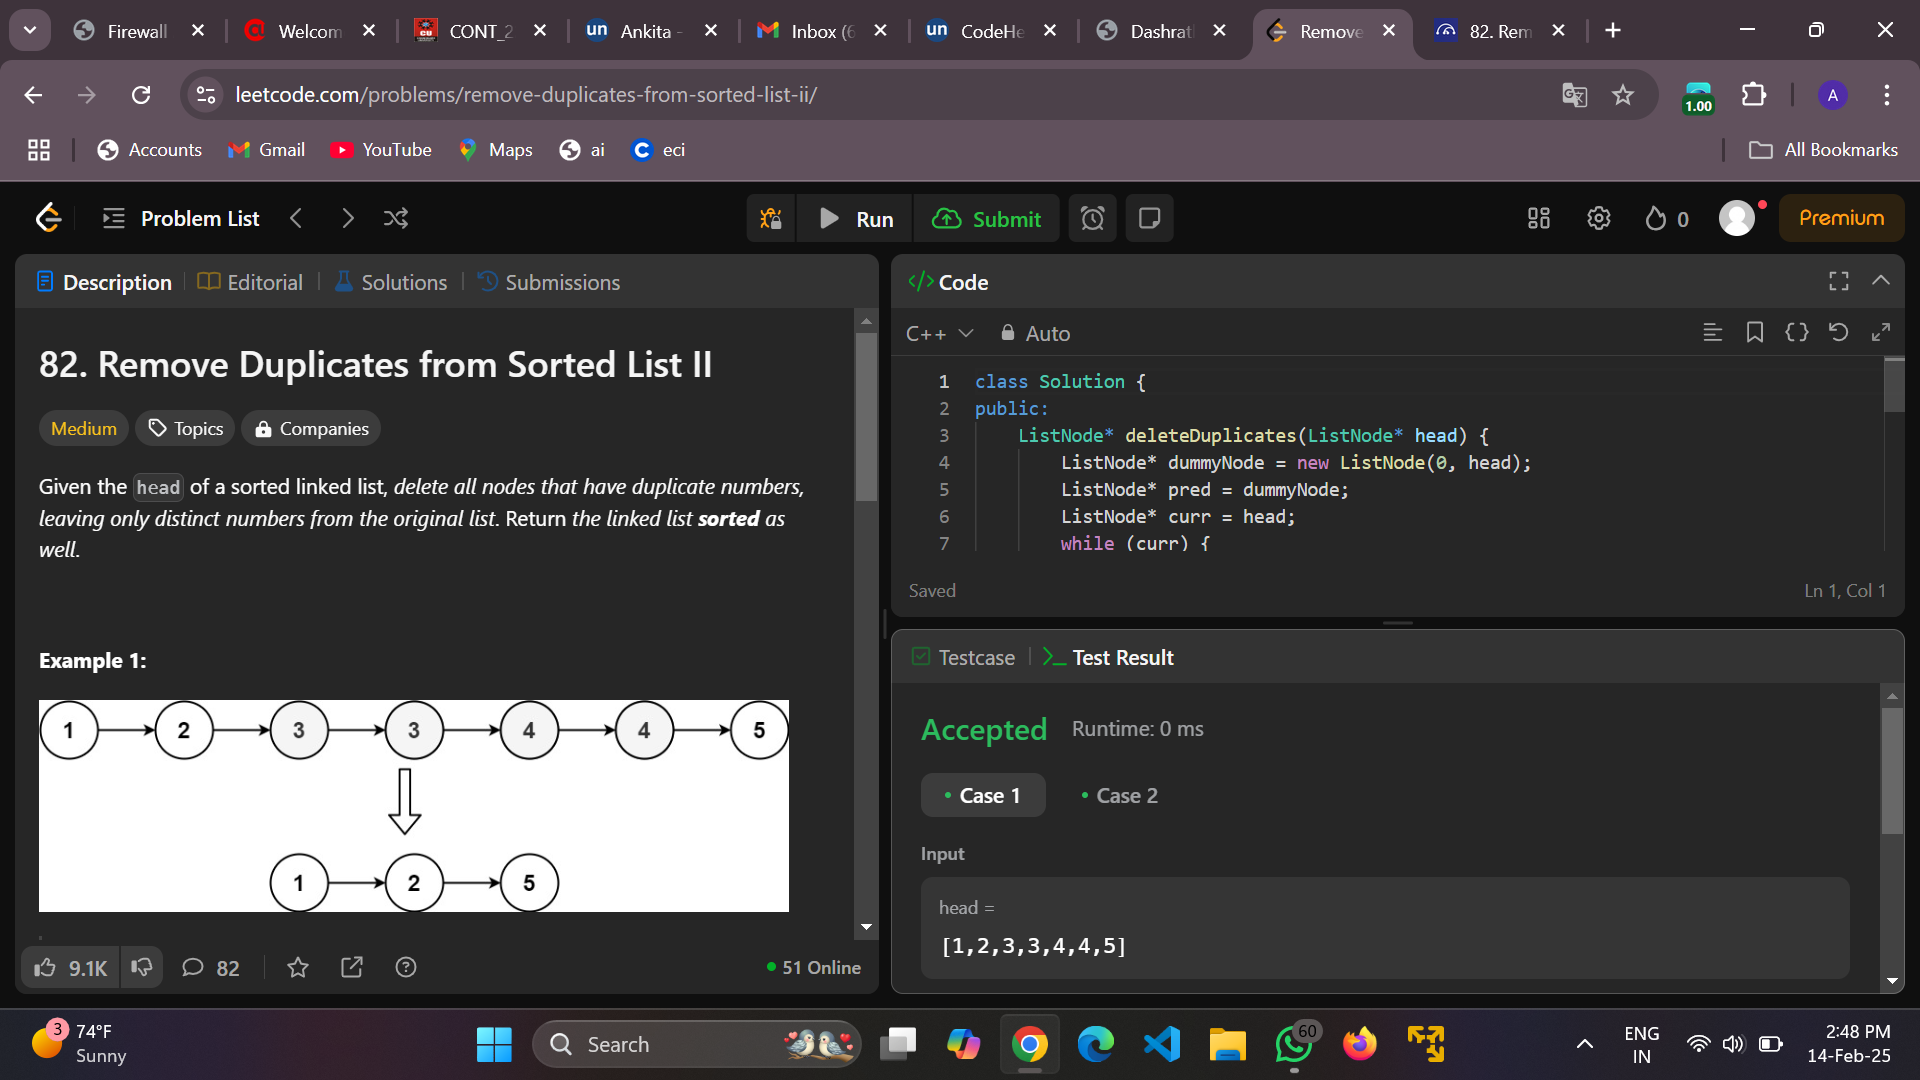 Firewall
Welcom
CONT_2
Ankita -
Inbox (6
CodeHe
Dashrat
Remove
82. Rem
leetcode.com/problems/remove-duplicates-from-sorted-list-ii/
1.00
A
Accounts
Gmail
YouTube
Maps
ai
eci
All Bookmarks
Problem List
Run
Submit
0
Premium
Description
Editorial
Solutions
Submissions
82. Remove Duplicates from Sorted List II
Medium
Topics
Companies
Given the head of a sorted linked list, delete all nodes that have duplicate numbers,
leaving only distinct numbers from the original list. Return the linked list sorted as
well.
Example 1:
1 2 3 3 4 4 5
1 2 5
9.1K
82
51 Online
</> Code
C++
Auto
1 class Solution {
2 public:
3 ListNode* deleteDuplicates(ListNode* head) {
4 ListNode* dummyNode = new ListNode(0, head);
5 ListNode* pred = dummyNode;
6 ListNode* curr = head;
7 while (curr) {
Saved
Ln 1, Col 1
Testcase
Test Result
Accepted
Runtime: 0 ms
Case 1
Case 2
Input
head =
[1,2,3,3,4,4,5]
3
74°F
Sunny
Search
60
ENG
IN
2:48 PM
14-Feb-25